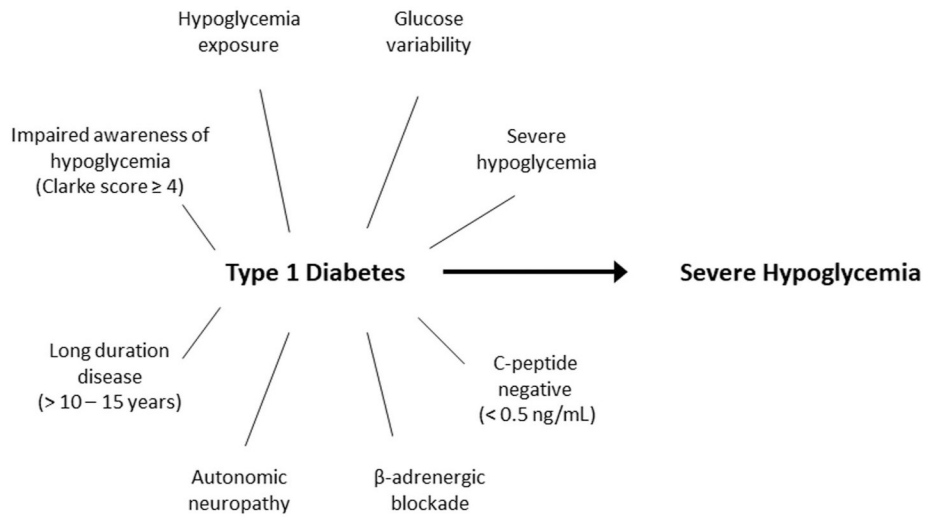 Hypoglycemia
exposure
Glucose
variability
Impaired awareness of
hypoglycemia
(Clarke score ≥ 4)
Severe
hypoglycemia
Type 1 Diabetes
Severe Hypoglycemia
Long duration
disease
(> 10 – 15 years)
C-peptide
negative
(< 0.5 ng/mL)
Autonomic
neuropathy
β-adrenergic
blockade